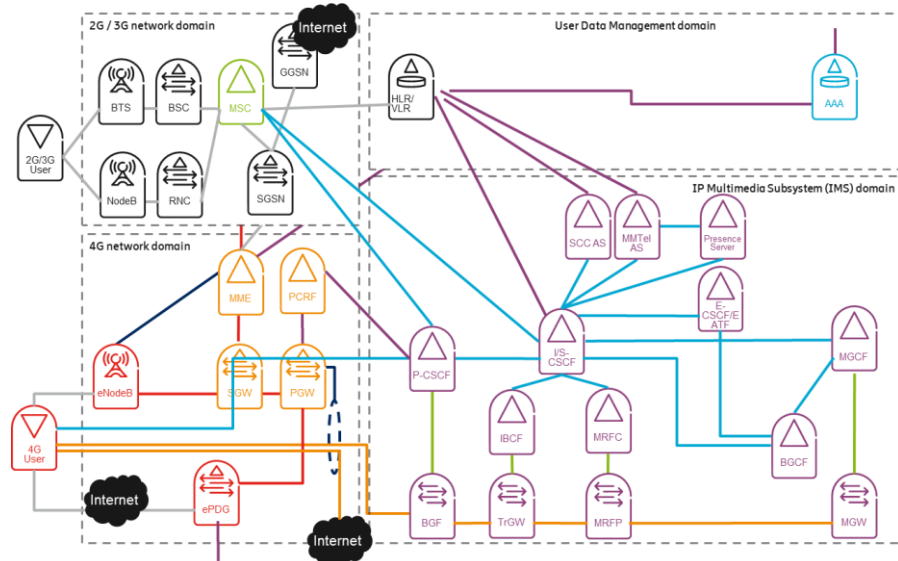 2G / 3G network domain
Internet
GGSN
BTS
BSC
MSC
2G/3G
User
NodeB
RNC
SGSN
User Data Management domain
HLR/
VLR
AAA
4G network domain
MME
PCRF
eNodeB
SGW
PGW
4G
User
Internet
ePDG
Internet
IP Multimedia Subsystem (IMS) domain
SCC AS
MMTel
AS
Presence
Server
E-
CSCF/E
ATF
P-CSCF
I/S-
CSCF
MGCF
IBCF
MRFC
BGCF
BGF
TrGW
MRFP
MGW